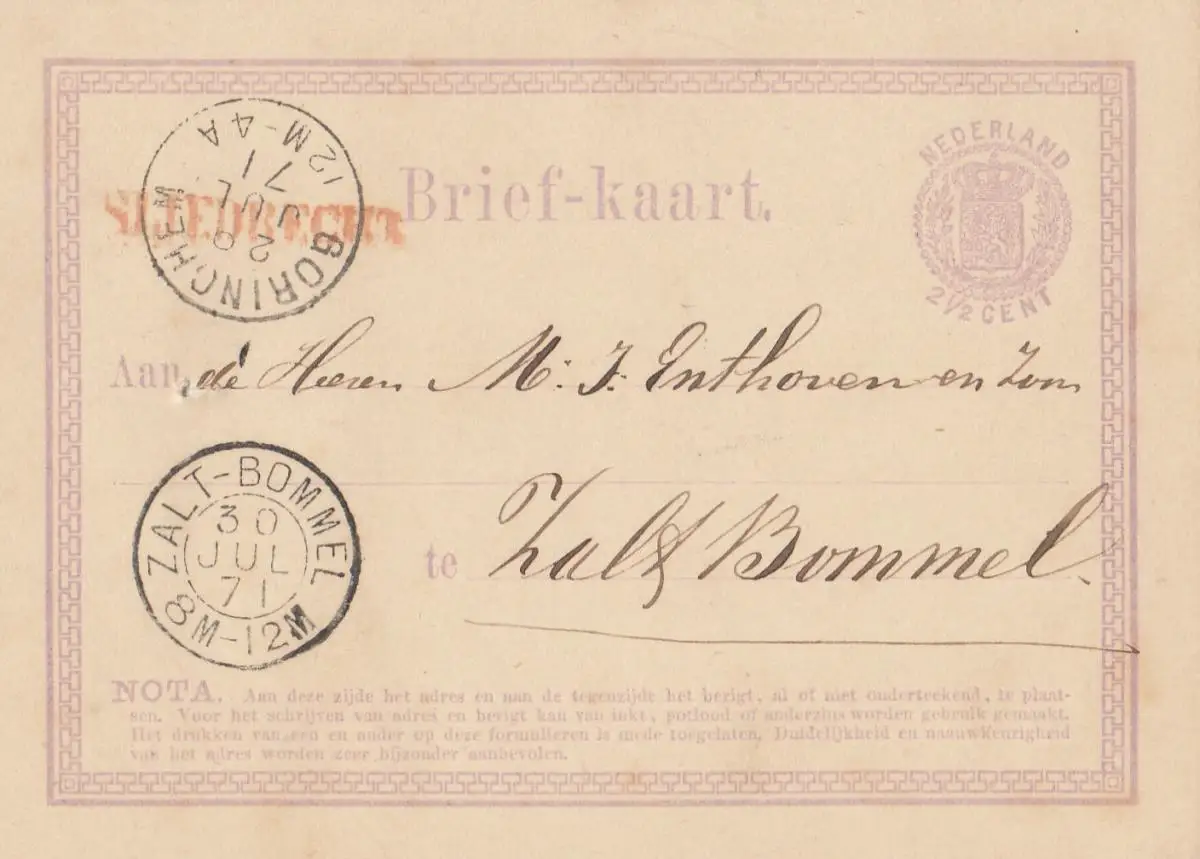 NEDERLAND
2½ CENT
Brief-kaart.
SLIEDRECHT
GORINCHEM
29
JUL
71
12M-4A
Aan de Heeren M. J. Enthoven en Zoon
ZALT-BOMMEL
30
JUL
71
8M-12M
te Zalt Bommel.
NOTA. Aan deze zijde het adres en aan de tegenzijde het berigt, al of niet onderteekend, te plaat-
sen. Voor het schrijven van adres en berigt kan van inkt, potlood of anderzins worden gebruik gemaakt.
Het drukken van een en ander op deze formulieren is mede toegelaten. Duidelijkheid en naauwkeurigheid
van het adres worden zeer bijzonder aanbevolen.